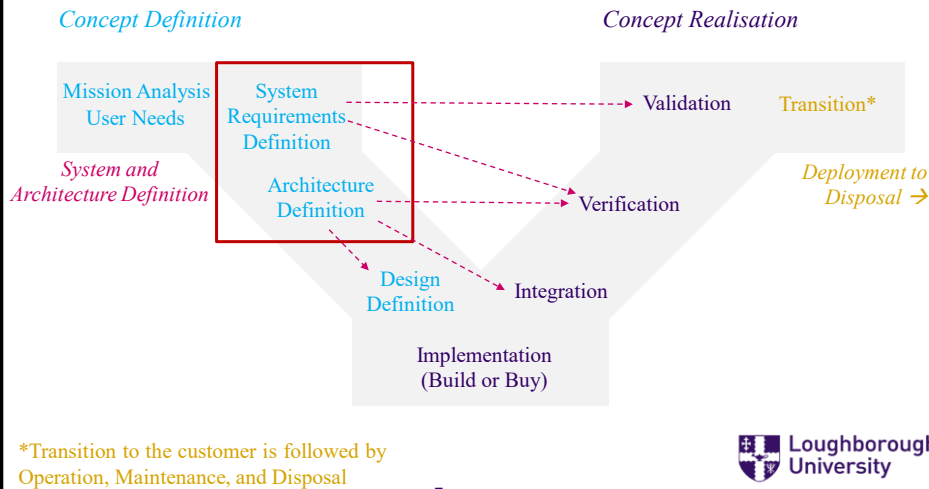 Concept Definition
Concept Realisation
Mission Analysis
User Needs
System
Requirements
Definition
Validation
Transition*
System and
Architecture Definition
Architecture
Definition
Verification
Deployment to
Disposal →
Design
Definition
Integration
Implementation
(Build or Buy)
*Transition to the customer is followed by
Operation, Maintenance, and Disposal
Loughborough
University